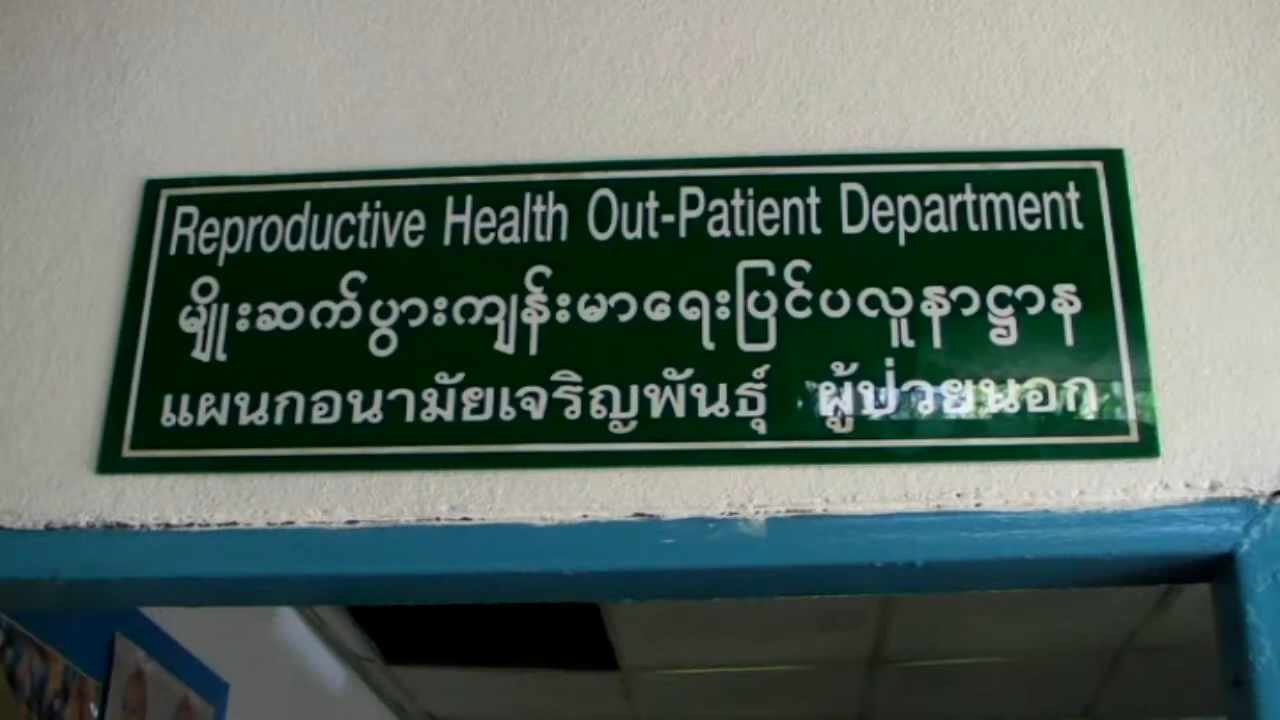 Reproductive Health Out-Patient Department
မျိုးဆက်ပွားကျန်းမာရေးပြင်ပလူနာဌာန
แผนกอนามัยเจริญพันธุ์ ผู้ป่วยนอก